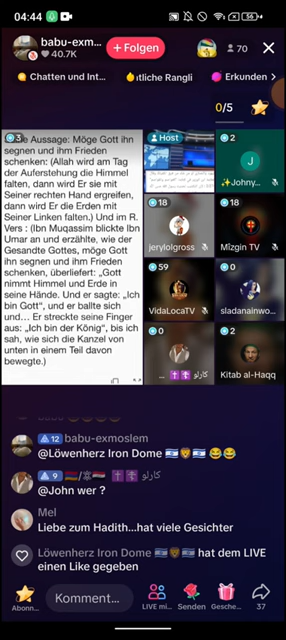 04:44
56
babu-exm...
40.7K
+ Folgen
70
Chatten und Int...
tliche Rangli
Erkunden
0/5
3
e Aussage: Möge Gott ihn
segnen und ihm Frieden
schenken: (Allah wird am Tag
der Auferstehung die Himmel
falten, dann wird Er sie mit
Seiner rechten Hand ergreifen,
dann wird Er die Erden mit
Seiner Linken falten.) Und im R.
Vers : (Ibn Muqassim blickte Ibn
Umar an und erzählte, wie der
Gesandte Gottes, möge Gott
ihn segnen und ihm Frieden
schenken, überliefert: „Gott
nimmt Himmel und Erde in
seine Hände. Und er sagte: „Ich
bin Gott“, und er ballte sich
und... Er streckte seine Finger
aus: „Ich bin der König“, bis ich
sah, wie sich die Kanzel von
unten in einem Teil davon
bewegte.)
Host
2
J
Johny...
18
jerylolgross
18
Mîzgin TV
59
VidaLocaTV
0
sladanainwo...
0
... كارلو
2
Kitab al-Haqq
12 babu-exmoslem
@Löwenherz Iron Dome
9 كارلو
@John wer ?
Mel
Liebe zum Hadith...hat viele Gesichter
Löwenherz Iron Dome hat dem LIVE
einen Like gegeben
Abonn...
Komment...
LIVE mi...
Senden
Gesche...
37